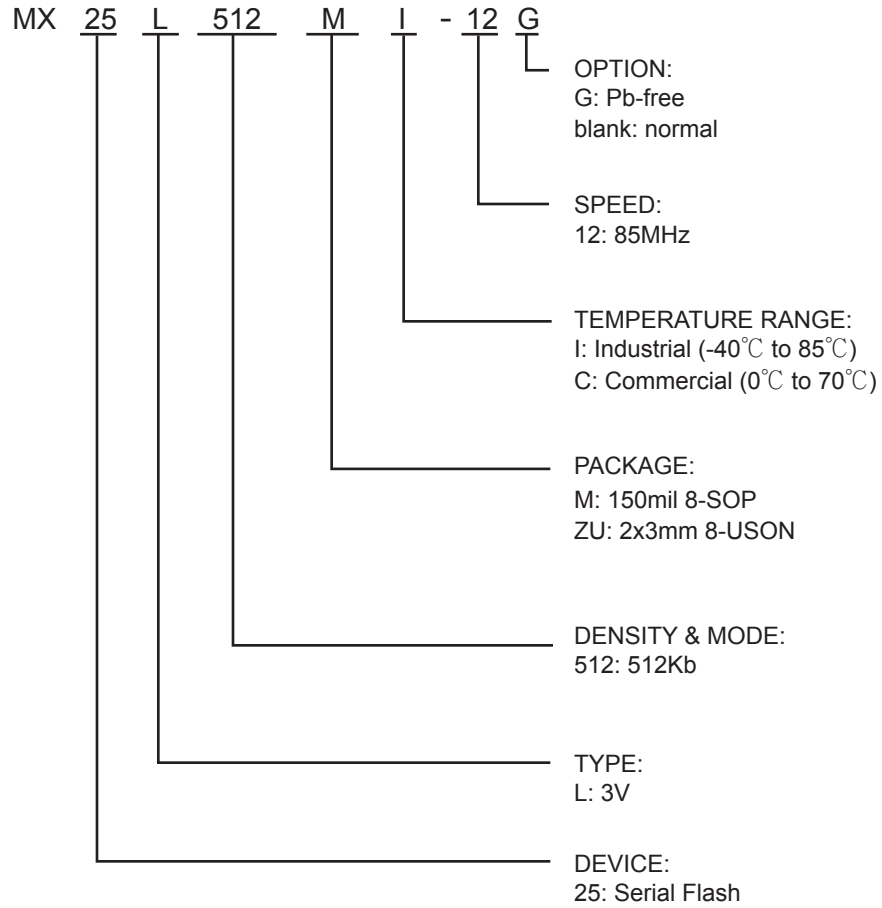 MX 25 L 512 M I - 12 G
OPTION:
G: Pb-free
blank: normal
SPEED:
12: 85MHz
TEMPERATURE RANGE:
I: Industrial (-40℃ to 85℃)
C: Commercial (0℃ to 70℃)
PACKAGE:
M: 150mil 8-SOP
ZU: 2x3mm 8-USON
DENSITY & MODE:
512: 512Kb
TYPE:
L: 3V
DEVICE:
25: Serial Flash